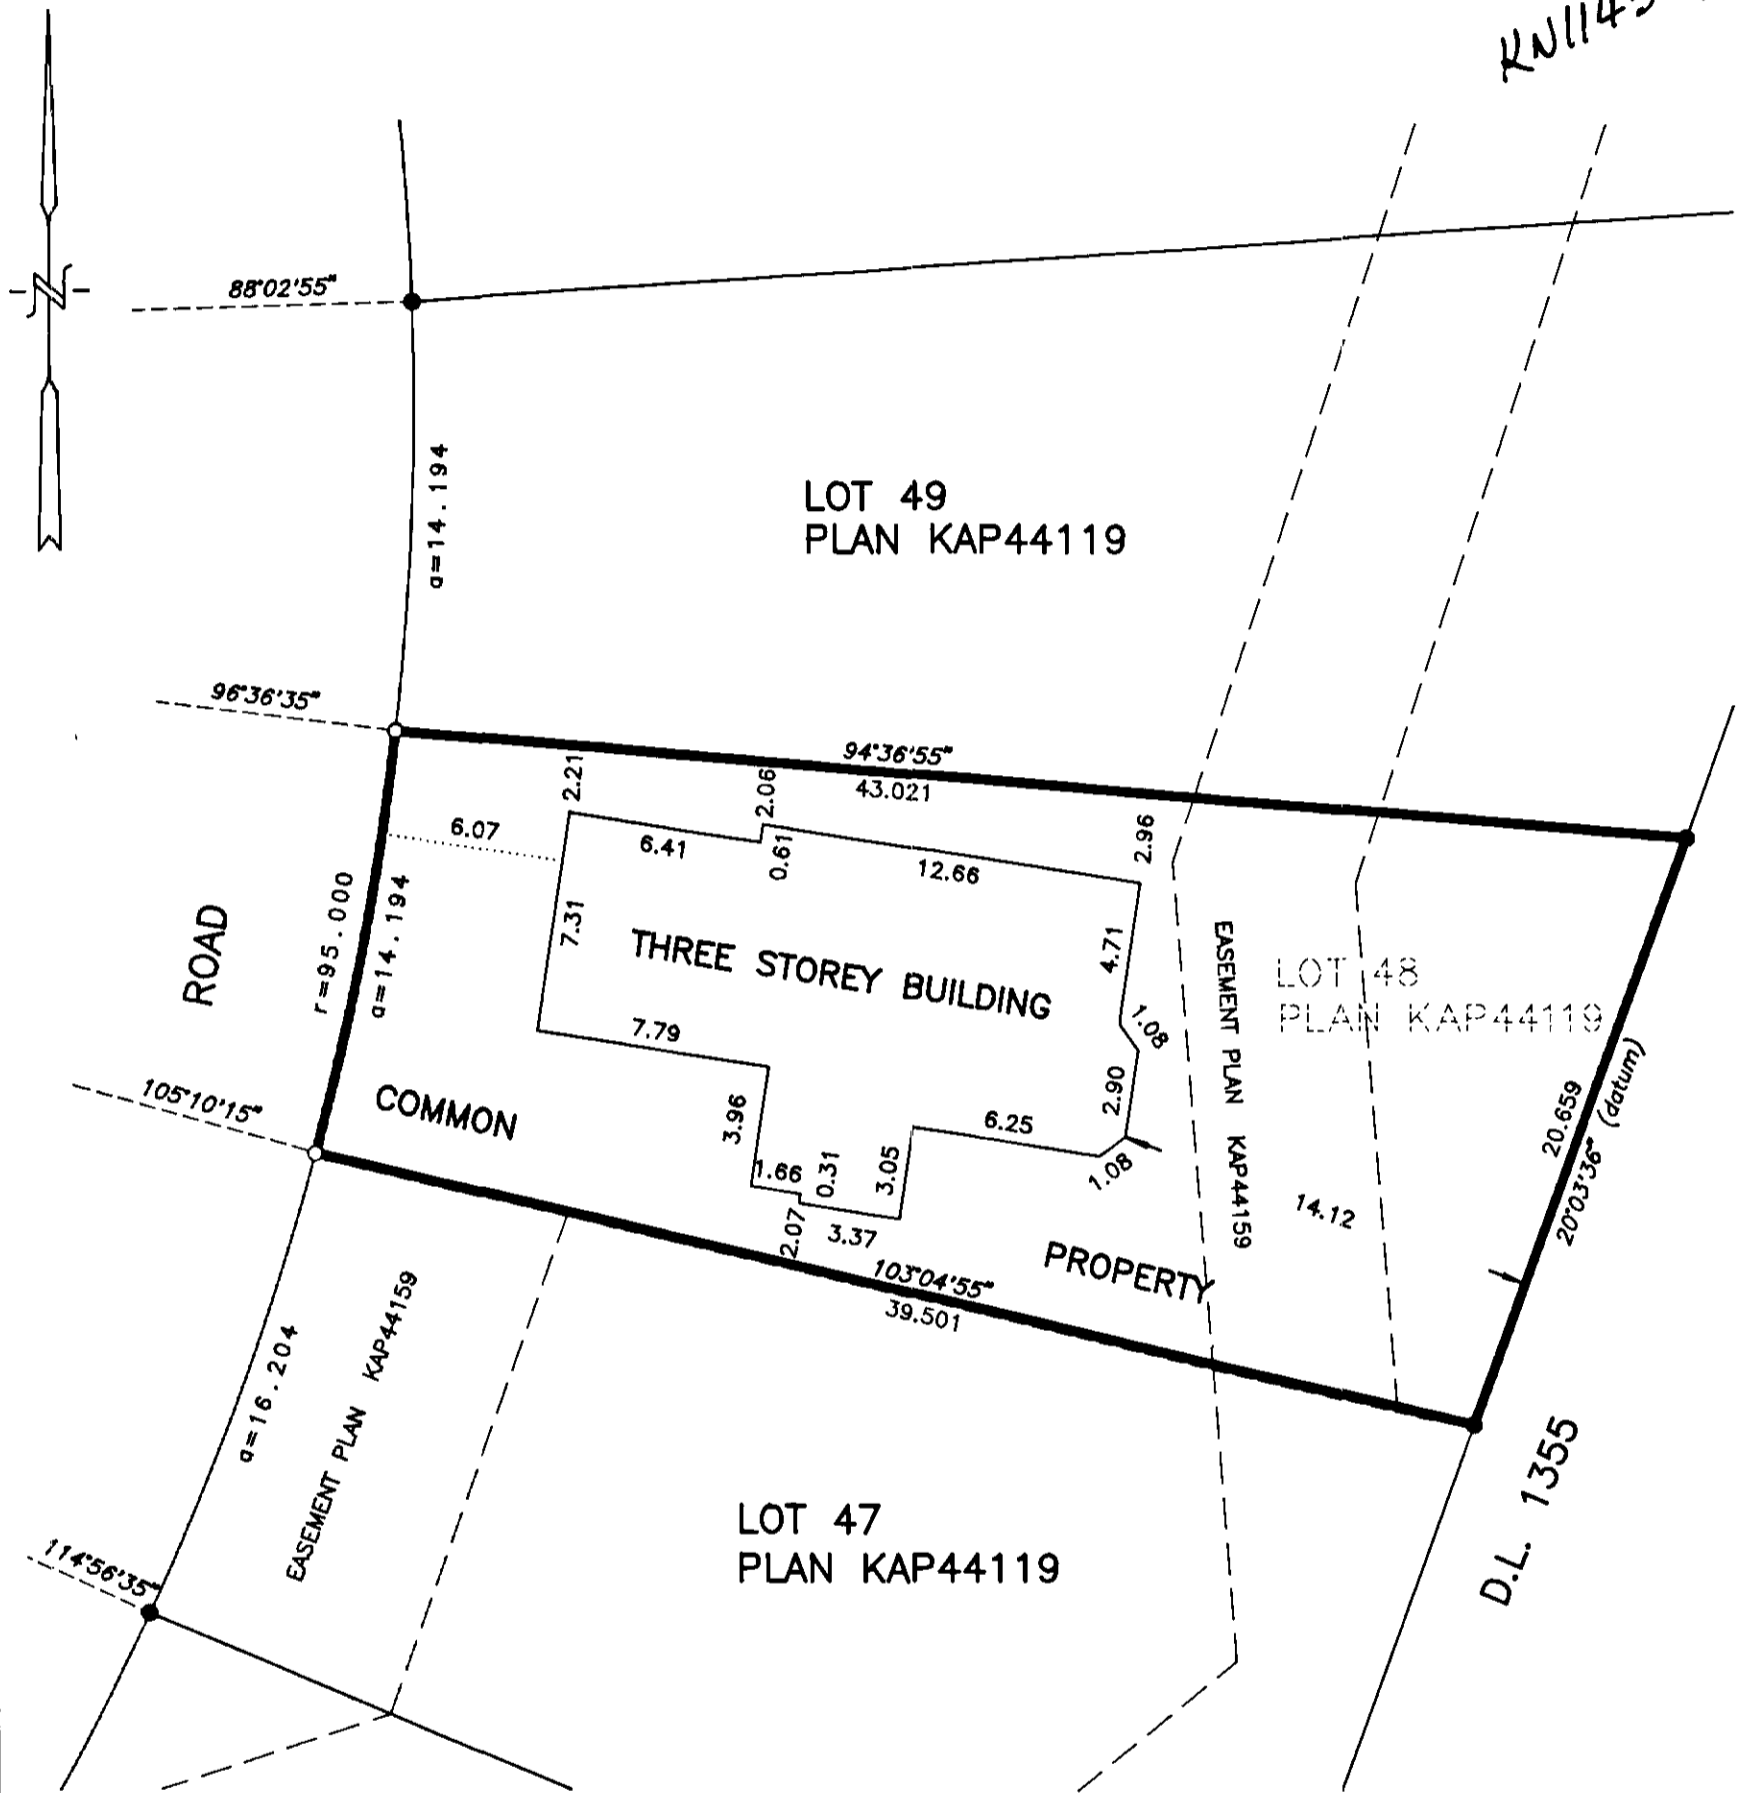 88°02'55"
a=14.194
LOT 49
PLAN KAP44119
96°36'35"
94°36'55"
43.021
2.21
2.06
2.96
6.07
6.41
0.61
12.66
7.31
4.71
r=95.000
a=14.194
ROAD
THREE STOREY BUILDING
EASEMENT PLAN KAP44159
LOT 48
PLAN KAP44119
7.79
1.08
2.90
105°10'15"
COMMON
3.96
6.25
20.659
20°03'36" (datum)
1.66
0.31
3.05
1.08
14.12
2.07
3.37
PROPERTY
103°04'55"
39.501
a=16.204
EASEMENT PLAN KAP44159
D.L. 1355
LOT 47
PLAN KAP44119
114°56'35"